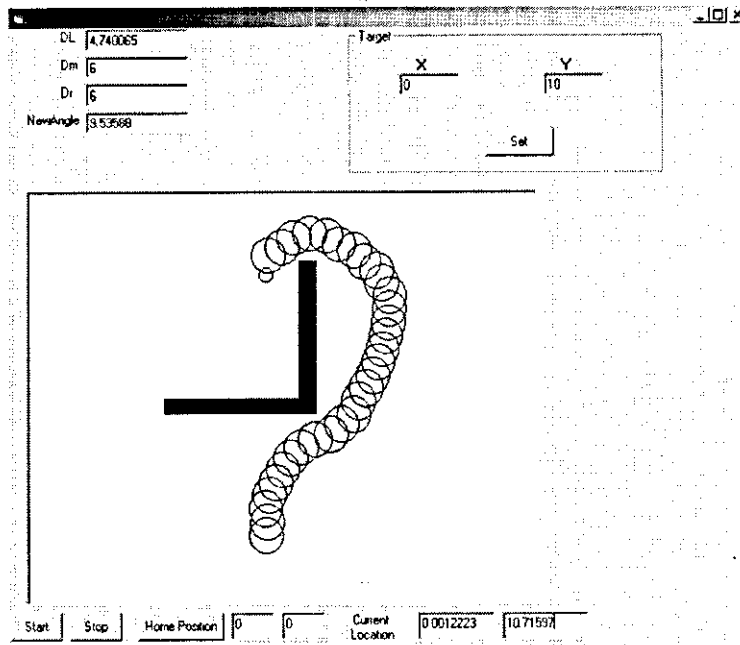 DL 4.740065
Dm 6
Dr 6
NewAngle 9.53568
Target
X Y
0 10
Set
Start Stop Home Position 0 0 Current Location 0.0012223 10.71597